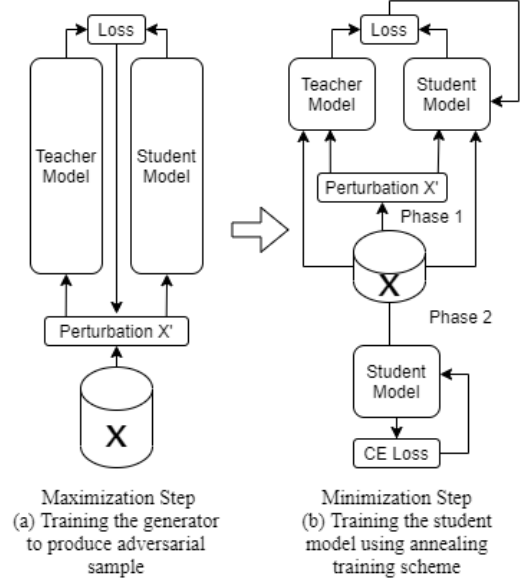 Loss
Teacher
Model
Student
Model
Perturbation X'
X
Maximization Step
(a) Training the generator
to produce adversarial
sample
Loss
Teacher
Model
Student
Model
Perturbation X'
Phase 1
X
Phase 2
Student
Model
CE Loss
Minimization Step
(b) Training the student
model using annealing
training scheme